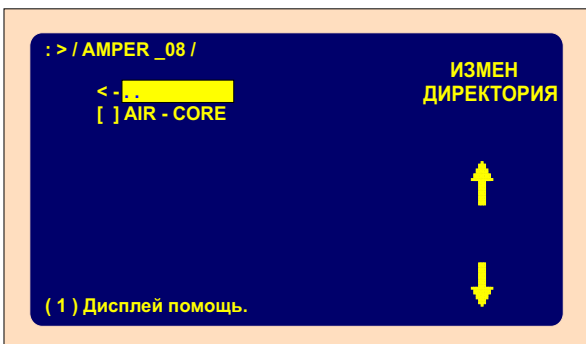 : > / AMPER _08 /
ИЗМЕН
ДИРЕКТОРИЯ
< - . .
[ ] AIR - CORE
( 1 ) Дисплей помощь.